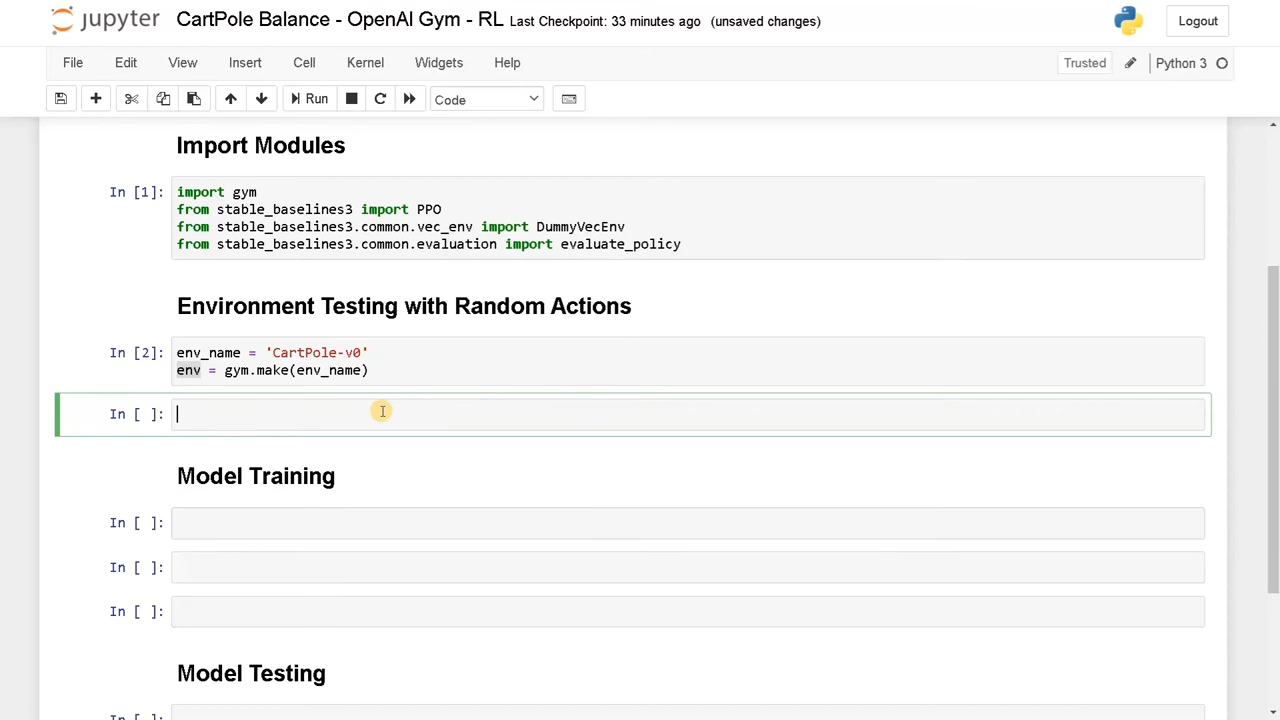 jupyter CartPole Balance - OpenAI Gym - RL Last Checkpoint: 33 minutes ago (unsaved changes) Logout
File Edit View Insert Cell Kernel Widgets Help Trusted Python 3
Run Code
Import Modules
In [1]: import gym
from stable_baselines3 import PPO
from stable_baselines3.common.vec_env import DummyVecEnv
from stable_baselines3.common.evaluation import evaluate_policy
Environment Testing with Random Actions
In [2]: env_name = 'CartPole-v0'
env = gym.make(env_name)
In [ ]:
Model Training
In [ ]:
In [ ]:
In [ ]:
Model Testing
In [ ]: